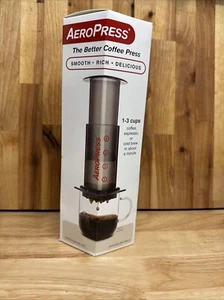 AEROPRESS®
The Better Coffee Press
SMOOTH • RICH • DELICIOUS
1-3 cups
coffee,
espresso,
or
cold brew
in about
a minute
AEROPRESS